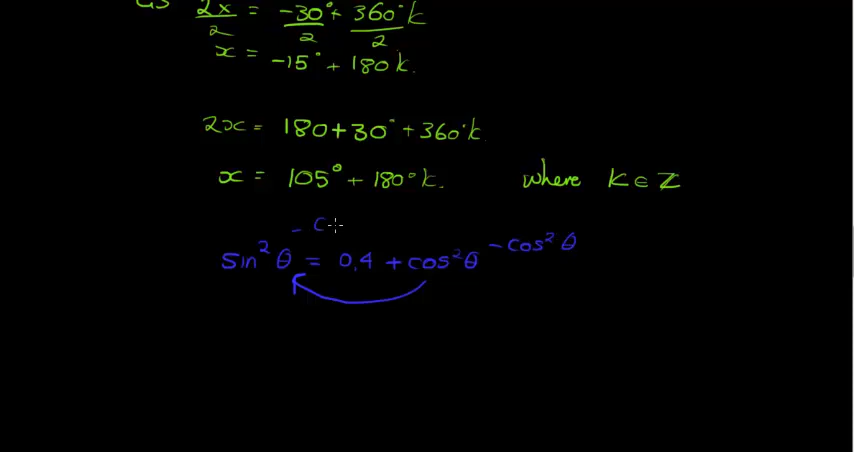 GS 2x/2 = -30°/2 + 360°k/2
x = -15° + 180k.
2x = 180 + 30° + 360°k
x = 105° + 180°k. where k ∈ ℤ
- C
sin²θ = 0,4 + cos²θ - cos²θ